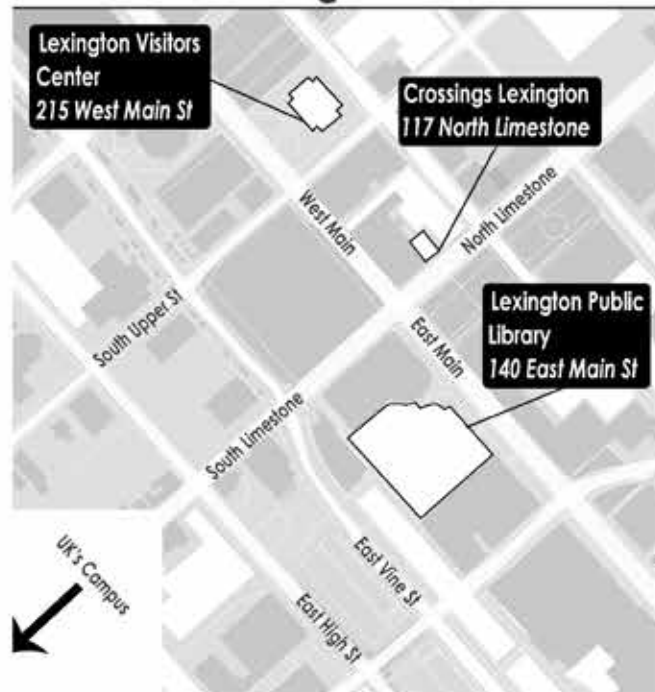 Lexington Visitors
Center
215 West Main St
Crossings Lexington
117 North Limestone
West Main
North Limestone
South Upper St
Lexington Public
Library
140 East Main St
East Main
South Limestone
UK's Campus
East Vine St
East High St